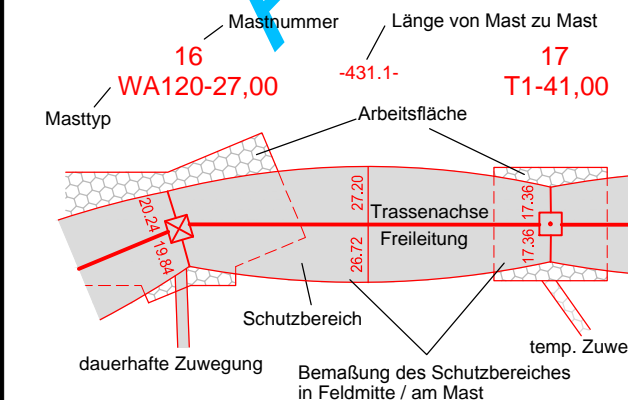 Mastnummer
Länge von Mast zu Mast
16
WA120-27,00
-431.1-
17
T1-41,00
Masttyp
Arbeitsfläche
20.24
19.84
27.20
26.72
Trassenachse
Freileitung
17.36
17.36
Schutzbereich
dauerhafte Zuwegung
temp. Zuwe
Bemaßung des Schutzbereiches
in Feldmitte / am Mast